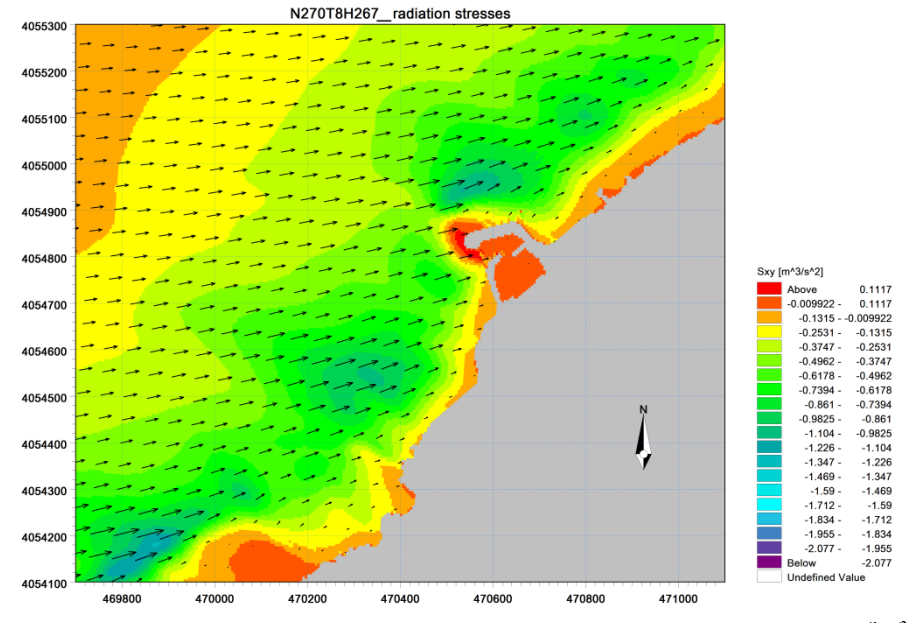 N270T8H267__radiation stresses
4055300
4055200
4055100
4055000
4054900
4054800
4054700
4054600
4054500
4054400
4054300
4054200
4054100
469800 470000 470200 470400 470600 470800 471000
N
Sxy [m^3/s^2]
Above 0.1117
-0.009922 - 0.1117
-0.1315 - -0.009922
-0.2531 - -0.1315
-0.3747 - -0.2531
-0.4962 - -0.3747
-0.6178 - -0.4962
-0.7394 - -0.6178
-0.861 - -0.7394
-0.9825 - -0.861
-1.104 - -0.9825
-1.226 - -1.104
-1.347 - -1.226
-1.469 - -1.347
-1.59 - -1.469
-1.712 - -1.59
-1.834 - -1.712
-1.955 - -1.834
-2.077 - -1.955
Below -2.077
Undefined Value